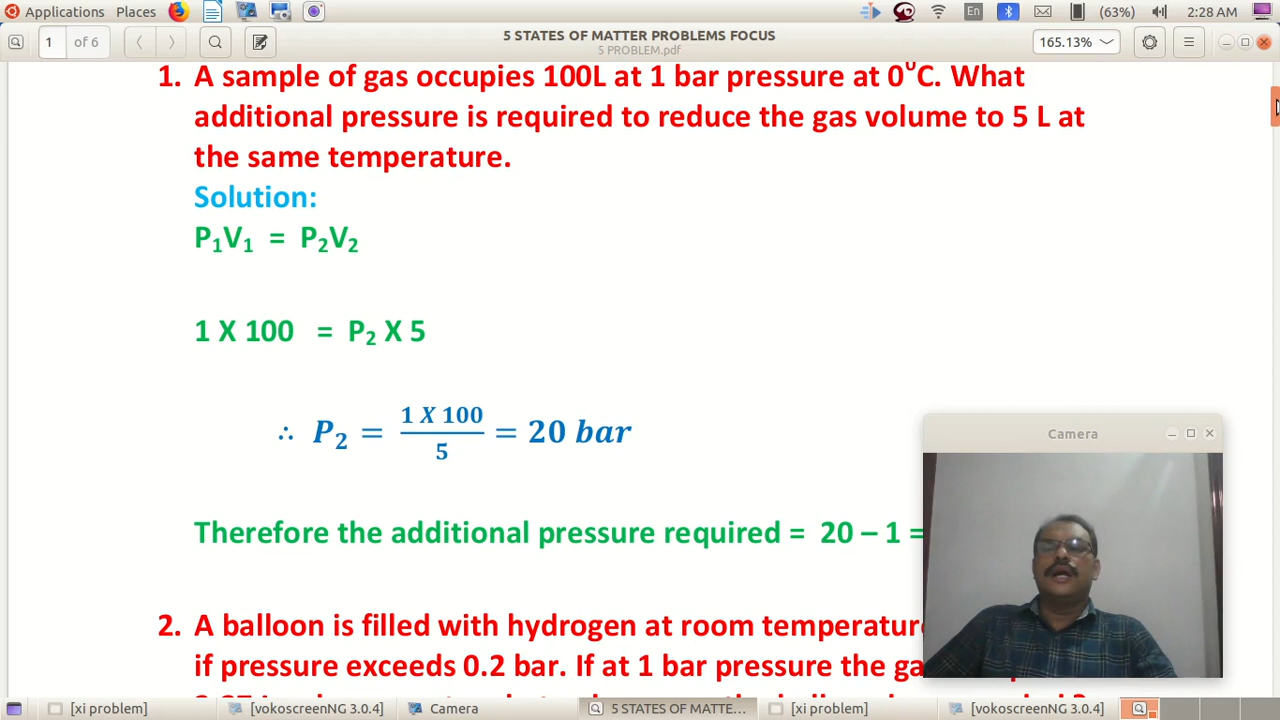 Applications Places En (63%) 2:28 AM
1 of 6 5 STATES OF MATTER PROBLEMS FOCUS 165.13%
5 PROBLEM.pdf
1. A sample of gas occupies 100L at 1 bar pressure at 0⁰C. What
additional pressure is required to reduce the gas volume to 5 L at
the same temperature.
Solution:
P₁V₁ = P₂V₂
1 X 100 = P₂ X 5
∴ P₂ = (1 X 100)/5 = 20 bar
Therefore the additional pressure required = 20 – 1 =
Camera
2. A balloon is filled with hydrogen at room temperature
if pressure exceeds 0.2 bar. If at 1 bar pressure the
[xi problem] [vokoscreenNG 3.0.4] Camera 5 STATES OF MATTE... [xi problem] [vokoscreenNG 3.0.4]